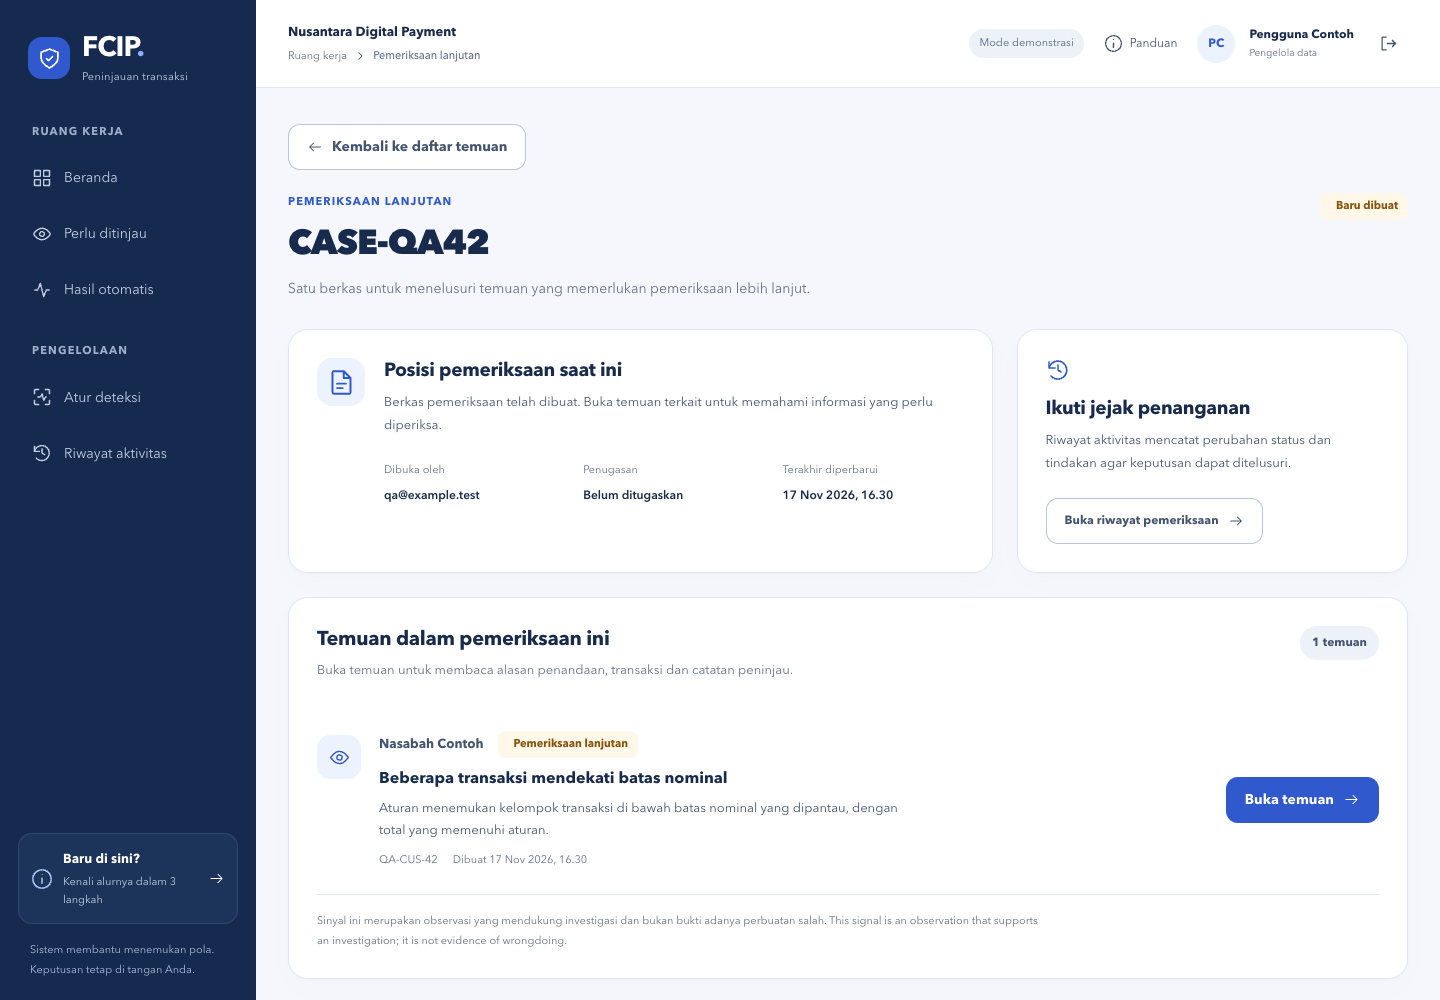 FCIP.
Peninjauan transaksi
RUANG KERJA
Beranda
Perlu ditinjau
Hasil otomatis
PENGELOLAAN
Atur deteksi
Riwayat aktivitas
Baru di sini?
Kenali alurnya dalam 3
langkah
Sistem membantu menemukan pola.
Keputusan tetap di tangan Anda.
Nusantara Digital Payment
Ruang kerja > Pemeriksaan lanjutan
Mode demonstrasi
Panduan
PC
Pengguna Contoh
Pengelola data
Kembali ke daftar temuan
PEMERIKSAAN LANJUTAN
Baru dibuat
CASE-QA42
Satu berkas untuk menelusuri temuan yang memerlukan pemeriksaan lebih lanjut.
Posisi pemeriksaan saat ini
Berkas pemeriksaan telah dibuat. Buka temuan terkait untuk memahami informasi yang perlu
diperiksa.
Dibuka oleh
qa@example.test
Penugasan
Belum ditugaskan
Terakhir diperbarui
17 Nov 2026, 16.30
Ikuti jejak penanganan
Riwayat aktivitas mencatat perubahan status dan
tindakan agar keputusan dapat ditelusuri.
Buka riwayat pemeriksaan
Temuan dalam pemeriksaan ini
1 temuan
Buka temuan untuk membaca alasan penandaan, transaksi dan catatan peninjau.
Nasabah Contoh
Pemeriksaan lanjutan
Beberapa transaksi mendekati batas nominal
Aturan menemukan kelompok transaksi di bawah batas nominal yang dipantau, dengan
total yang memenuhi aturan.
QA-CUS-42 Dibuat 17 Nov 2026, 16.30
Buka temuan
Sinyal ini merupakan observasi yang mendukung investigasi dan bukan bukti adanya perbuatan salah. This signal is an observation that supports
an investigation; it is not evidence of wrongdoing.